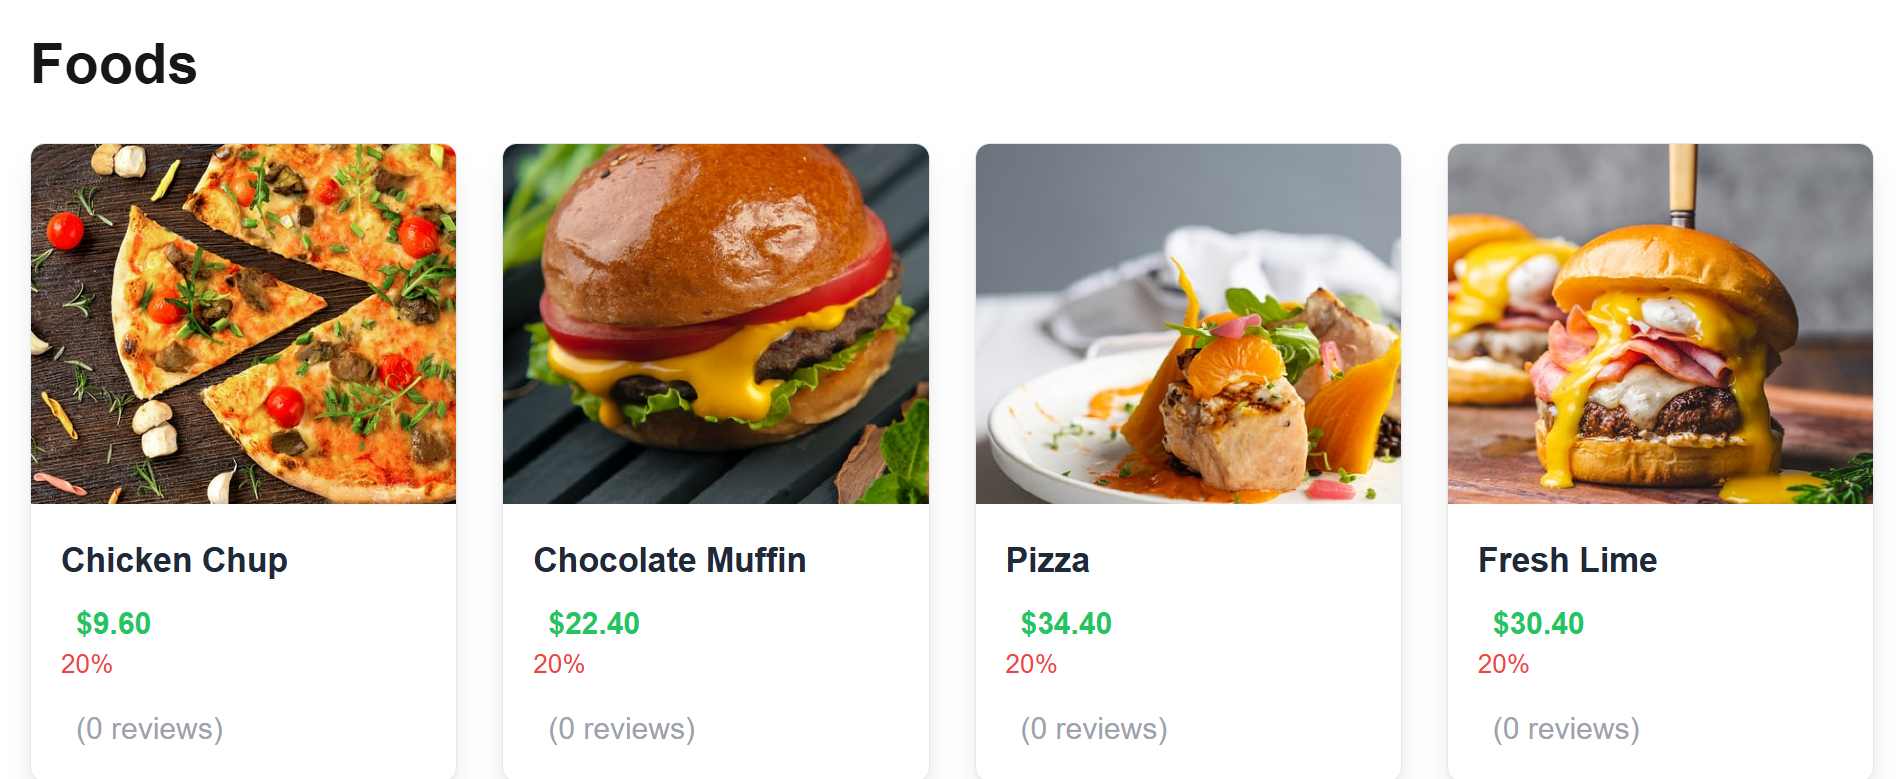 Foods
Chicken Chup
$9.60
20%
(0 reviews)
Chocolate Muffin
$22.40
20%
(0 reviews)
Pizza
$34.40
20%
(0 reviews)
Fresh Lime
$30.40
20%
(0 reviews)